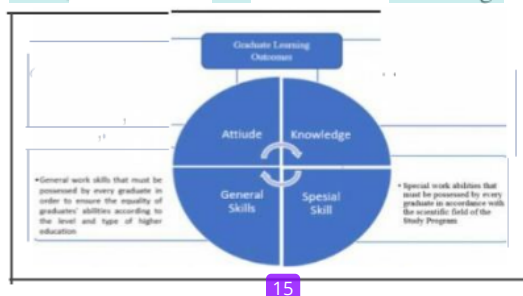 Graduate Learning
Outcomes
Attiude
Knowledge
•General work skills that must be
possessed by every graduate in
order to ensure the equality of
graduates' abilities according to
the level and type of higher
education
General
Skills
Spesial
Skill
• Special work abilities that
must be possessed by every
graduate in accordance with
the scientific field of the
Study Program
15